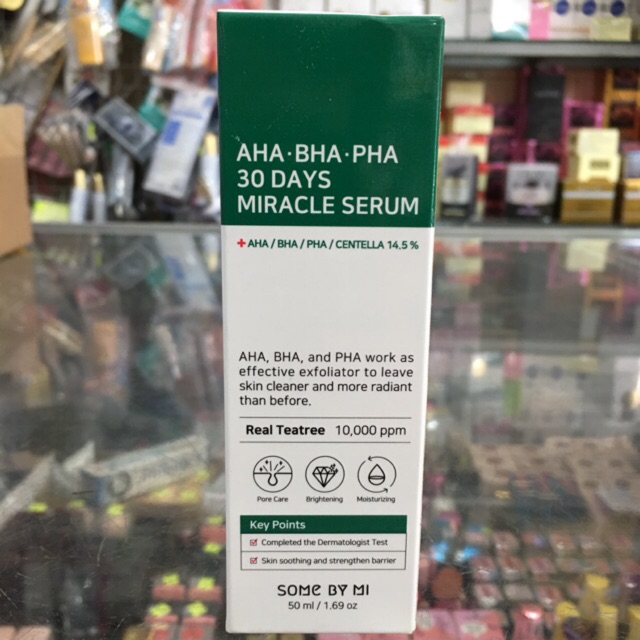 AHA·BHA·PHA
30 DAYS
MIRACLE SERUM
+ AHA / BHA / PHA / CENTELLA 14,5 %
AHA, BHA, and PHA work as
effective exfoliator to leave
skin cleaner and more radiant
than before.
Real Teatree 10,000 ppm
Pore Care Brightening Moisturizing
Key Points
Completed the Dermatologist Test
Skin soothing and strengthen barrier
SOME BY MI
50 ml / 1.69 oz